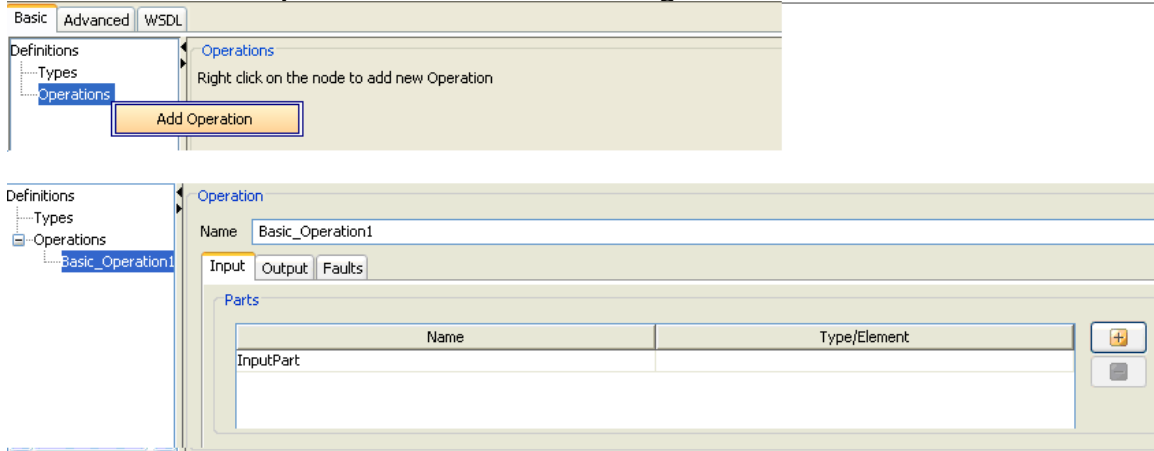 Basic Advanced WSDL
Definitions
Types
Operations
Add Operation
Operations
Right click on the node to add new Operation
Definitions
Types
Operations
Basic_Operation1
Operation
Name Basic_Operation1
Input Output Faults
Parts
Name Type/Element
InputPart